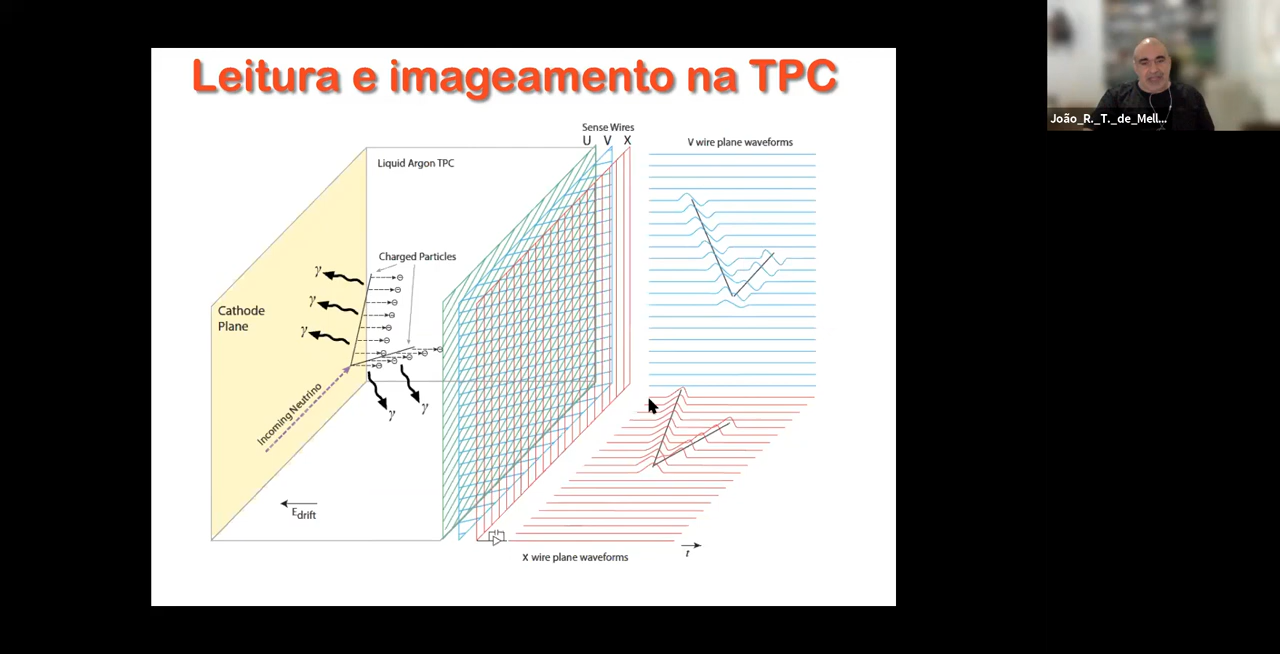 Leitura e imageamento na TPC
João_R._T._de_Mell...
Sense Wires
U V X
V wire plane waveforms
Liquid Argon TPC
Charged Particles
γ
γ
γ
Cathode
Plane
Incoming Neutrino
γ
γ
Edrift
X wire plane waveforms
t